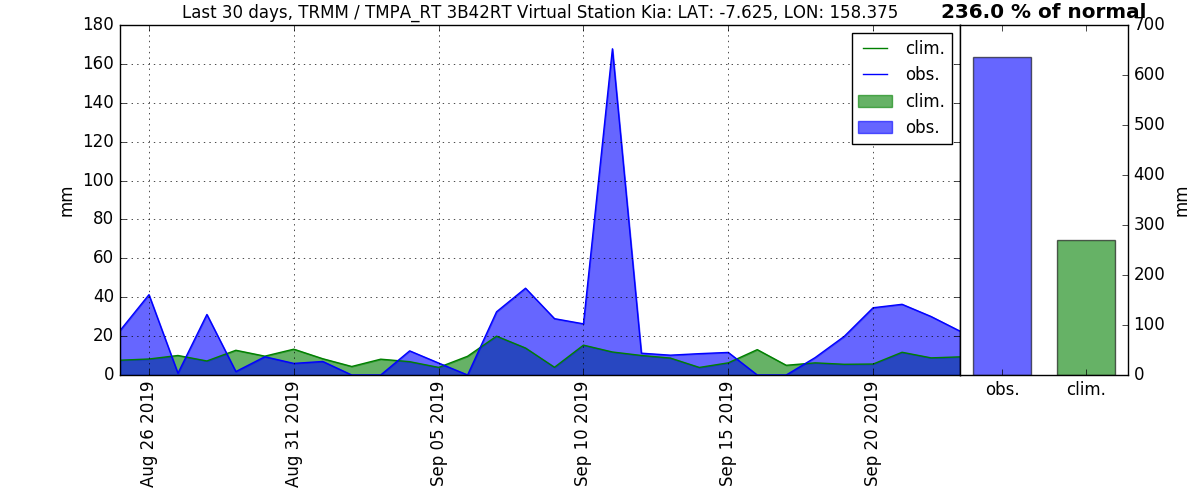 Last 30 days, TRMM / TMPA_RT 3B42RT Virtual Station Kia: LAT: -7.625, LON: 158.375
236.0 % of normal
180
160
140
120
100
80
60
40
20
0
mm
clim.
obs.
clim.
obs.
Aug 26 2019
Aug 31 2019
Sep 05 2019
Sep 10 2019
Sep 15 2019
Sep 20 2019
700
600
500
400
300
200
100
0
mm
obs.
clim.